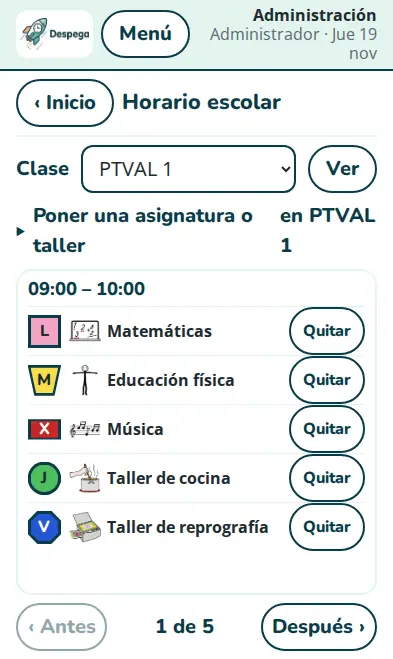 Despega
Menú
Administración
Administrador · Jue 19
nov
‹ Inicio
Horario escolar
Clase
PTVAL 1
Ver
Poner una asignatura o
taller
en PTVAL
1
09:00 – 10:00
L Matemáticas Quitar
M Educación física Quitar
X Música Quitar
J Taller de cocina Quitar
V Taller de reprografía Quitar
‹ Antes
1 de 5
Después ›